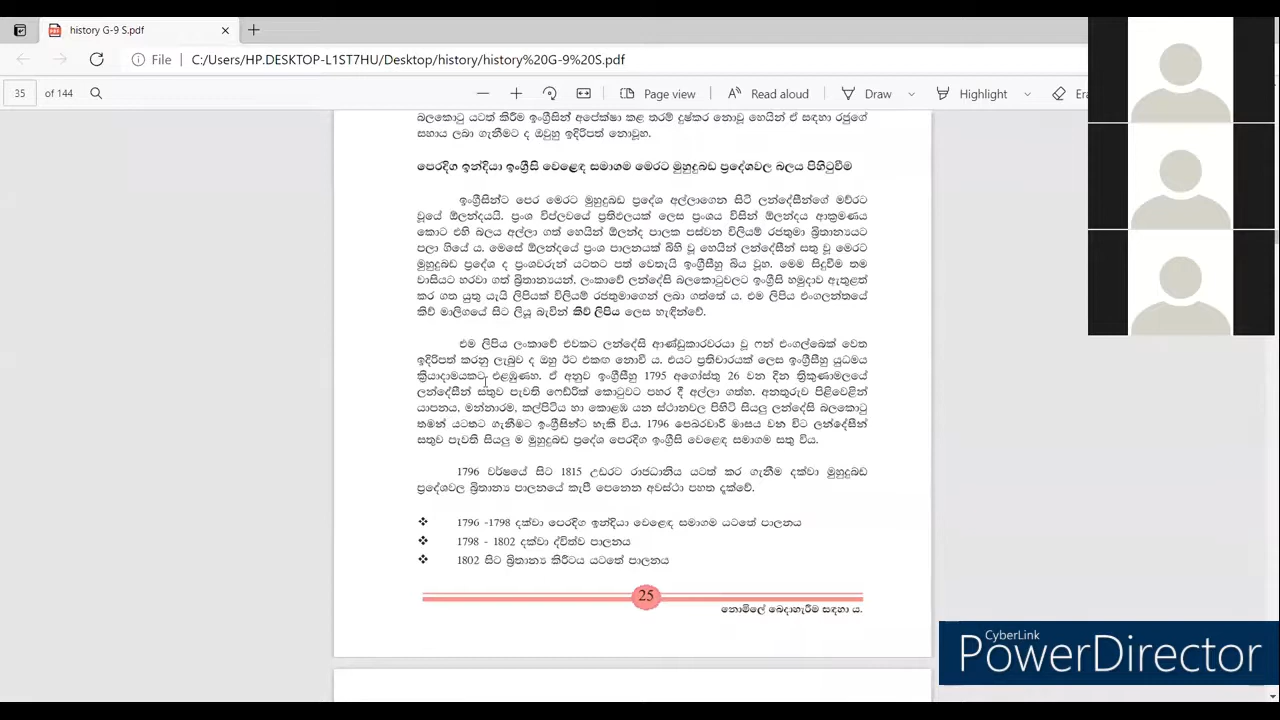 history G-9 S.pdf
File C:/Users/HP.DESKTOP-L1ST7HU/Desktop/history/history%20G-9%20S.pdf
35 of 144 Page view Read aloud Draw Highlight Era
බලකොටු යටත් කිරීම ඉංග්‍රීසින් අපේක්ෂා කළ තරම් දුෂ්කර නොවූ හෙයින් ඒ සඳහා රජුගේ
සහාය ලබා ගැනීමට ද ඔවුහු ඉදිරිපත් නොවූහ.
පෙරදිග ඉන්දියා ඉංග්‍රීසි වෙළෙඳ සමාගම මෙරට මුහුදුබඩ ප්‍රදේශවල බලය පිහිටුවීම
ඉංග්‍රීසින්ට පෙර මෙරට මුහුදුබඩ ප්‍රදේශ අල්ලාගෙන සිටි ලන්දේසීන්ගේ මව්රට
වූයේ ඕලන්දයයි. ප්‍රංශ විප්ලවයේ ප්‍රතිඵලයක් ලෙස ප්‍රංශය විසින් ඕලන්දය ආක්‍රමණය
කොට එහි බලය අල්ලා ගත් හෙයින් ඕලන්ද පාලක පස්වන විලියම් රජතුමා බ්‍රිතාන්‍යයට
පලා ගියේ ය. මෙසේ ඕලන්දයේ ප්‍රංශ පාලනයක් බිහි වූ හෙයින් ලන්දේසීන් සතු වූ මෙරට
මුහුදුබඩ ප්‍රදේශ ද ප්‍රංශවරුන් යටතට පත් වෙතැයි ඉංග්‍රීසීහු බිය වූහ. මෙම සිදුවීම තම
වාසියට හරවා ගත් බ්‍රිතාන්‍යයන්, ලංකාවේ ලන්දේසි බලකොටුවලට ඉංග්‍රීසි හමුදාව ඇතුළත්
කර ගත යුතු යැයි ලිපියක් විලියම් රජතුමාගෙන් ලබා ගත්තේ ය. එම ලිපිය එංගලන්තයේ
කිව් මාලිගයේ සිට ලියූ බැවින් කිව් ලිපිය ලෙස හැඳින්වේ.
එම ලිපිය ලංකාවේ එවකට ලන්දේසි ආණ්ඩුකාරවරයා වූ ෆන් එංගල්බෙක් වෙත
ඉදිරිපත් කරනු ලැබුව ද ඔහු ඊට එකඟ නොවී ය. එයට ප්‍රතිචාරයක් ලෙස ඉංග්‍රීසීහු යුධමය
ක්‍රියාදාමයකට එළඹුණහ. ඒ අනුව ඉංග්‍රීසීහු 1795 අගෝස්තු 26 වන දින ත්‍රිකුණාමලයේ
ලන්දේසීන් සතුව පැවති ෆෙඩ්රික් කොටුවට පහර දී අල්ලා ගත්හ. අනතුරුව පිළිවෙළින්
යාපනය, මන්නාරම, කල්පිටිය හා කොළඹ යන ස්ථානවල පිහිටි සියලු ලන්දේසි බලකොටු
තමන් යටතට ගැනීමට ඉංග්‍රීසීන්ට හැකි විය. 1796 පෙබරවාරි මාසය වන විට ලන්දේසීන්
සතුව පැවති සියලු ම මුහුදුබඩ ප්‍රදේශ පෙරදිග ඉංග්‍රීසි වෙළෙඳ සමාගම සතු විය.
1796 වර්ෂයේ සිට 1815 උඩරට රාජධානිය යටත් කර ගැනීම දක්වා මුහුදුබඩ
ප්‍රදේශවල බ්‍රිතාන්‍ය පාලනයේ කැපී පෙනෙන අවස්ථා පහත දැක්වේ.
❖ 1796 -1798 දක්වා පෙරදිග ඉන්දියා වෙළෙඳ සමාගම යටතේ පාලනය
❖ 1798 - 1802 දක්වා ද්විත්ව පාලනය
❖ 1802 සිට බ්‍රිතාන්‍ය කිරීටය යටතේ පාලනය
25
නොමිලේ බෙදාහැරීම සඳහා ය.
CyberLink
PowerDirector